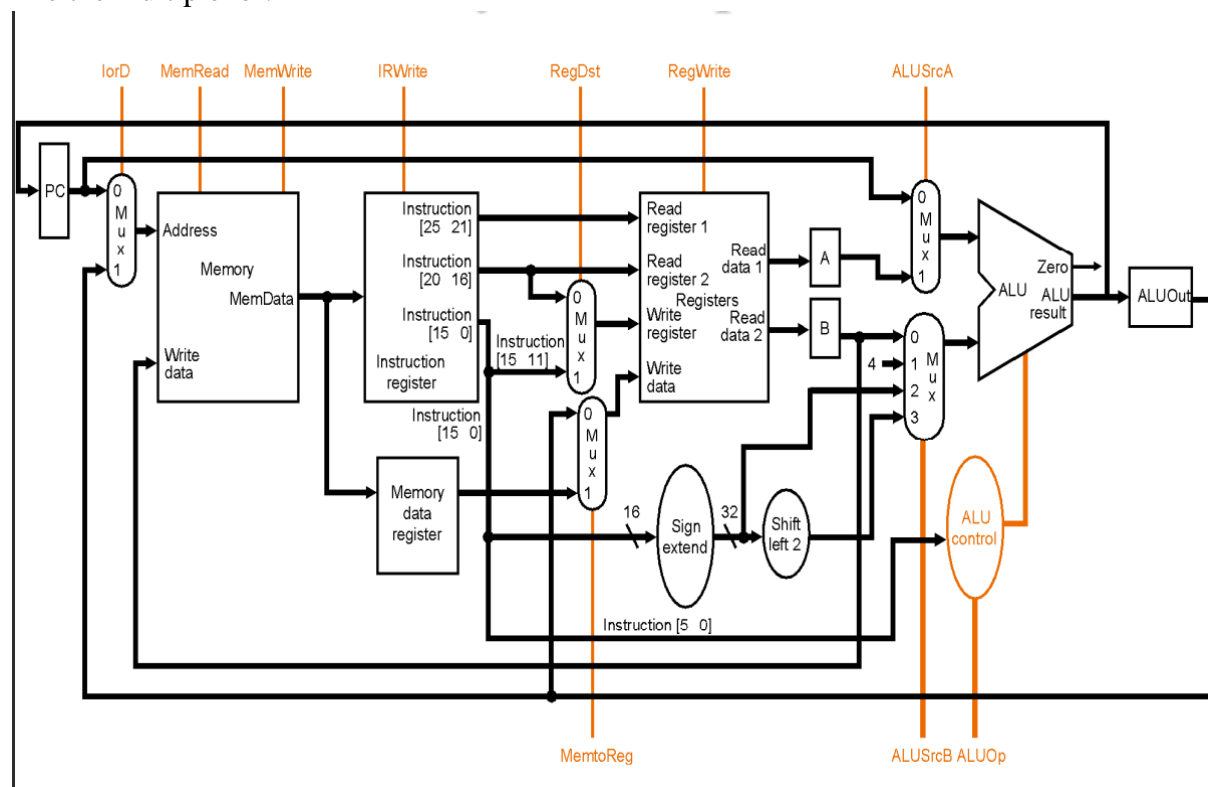 IorD MemRead MemWrite IRWrite RegDst RegWrite ALUSrcA
PC
0
M
u
x
1
Address
Memory
MemData
Write
data
Instruction
[25 21]
Instruction
[20 16]
Instruction
[15 0]
Instruction
register
Instruction
[15 11]
Instruction
[15 0]
Memory
data
register
0
M
u
x
1
0
M
u
x
1
Read
register 1
Read
register 2
Registers
Write
register
Write
data
Read
data 1
Read
data 2
A
B
4
0
M
u
x
1
0
1
2
3
M
u
x
Zero
ALU
ALU
result
ALUOut
16
Sign
extend
32
Shift
left 2
ALU
control
Instruction [5 0]
MemtoReg
ALUSrcB ALUOp